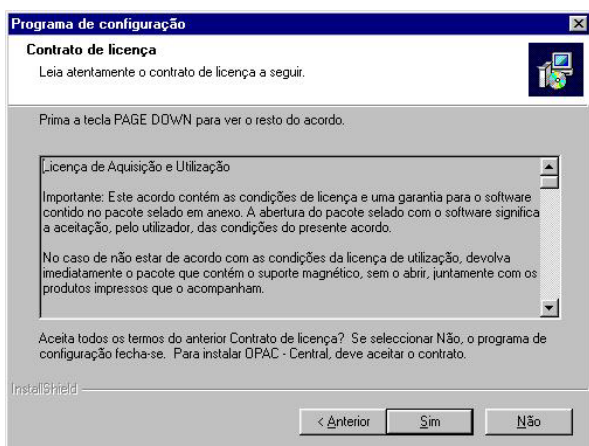 Programa de configuração
Contrato de licença
Leia atentamente o contrato de licença a seguir.
Prima a tecla PAGE DOWN para ver o resto do acordo.
Licença de Aquisição e Utilização
Importante: Este acordo contém as condições de licença e uma garantia para o software
contido no pacote selado em anexo. A abertura do pacote selado com o software significa
a aceitação, pelo utilizador, das condições do presente acordo.
No caso de não estar de acordo com as condições da licença de utilização, devolva
imediatamente o pacote que contém o suporte magnético, sem o abrir, juntamente com os
produtos impressos que o acompanham.
Aceita todos os termos do anterior Contrato de licença? Se seleccionar Não, o programa de
configuração fecha-se. Para instalar OPAC - Central, deve aceitar o contrato.
InstallShield
< Anterior Sim Não